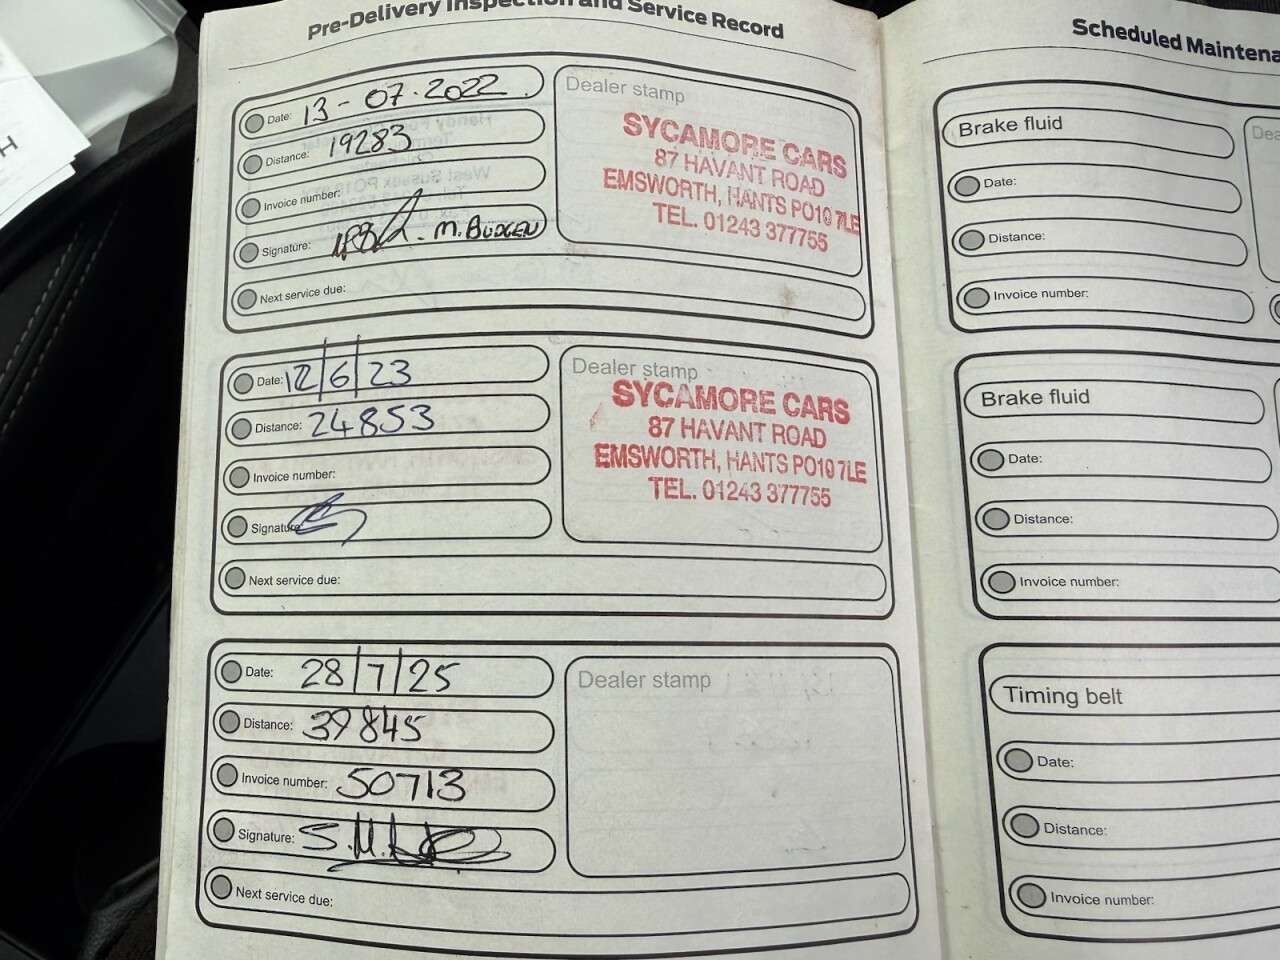 Pre-Delivery Inspection and Service Record
Date: 13-07.2022.
Distance: 19283
Invoice number:
Signature: M. BUDGEN
Next service due:
Dealer stamp
SYCAMORE CARS
87 HAVANT ROAD
EMSWORTH, HANTS PO10 7LE
TEL. 01243 377755
Date: 12/6/23
Distance: 24853
Invoice number:
Signature:
Next service due:
Dealer stamp
SYCAMORE CARS
87 HAVANT ROAD
EMSWORTH, HANTS PO10 7LE
TEL. 01243 377755
Date: 28/7/25
Distance: 39845
Invoice number: 50713
Signature:
Next service due:
Dealer stamp
Scheduled Maintena
Brake fluid
Dea
Date:
Distance:
Invoice number:
Brake fluid
Date:
Distance:
Invoice number:
Timing belt
Date:
Distance:
Invoice number: